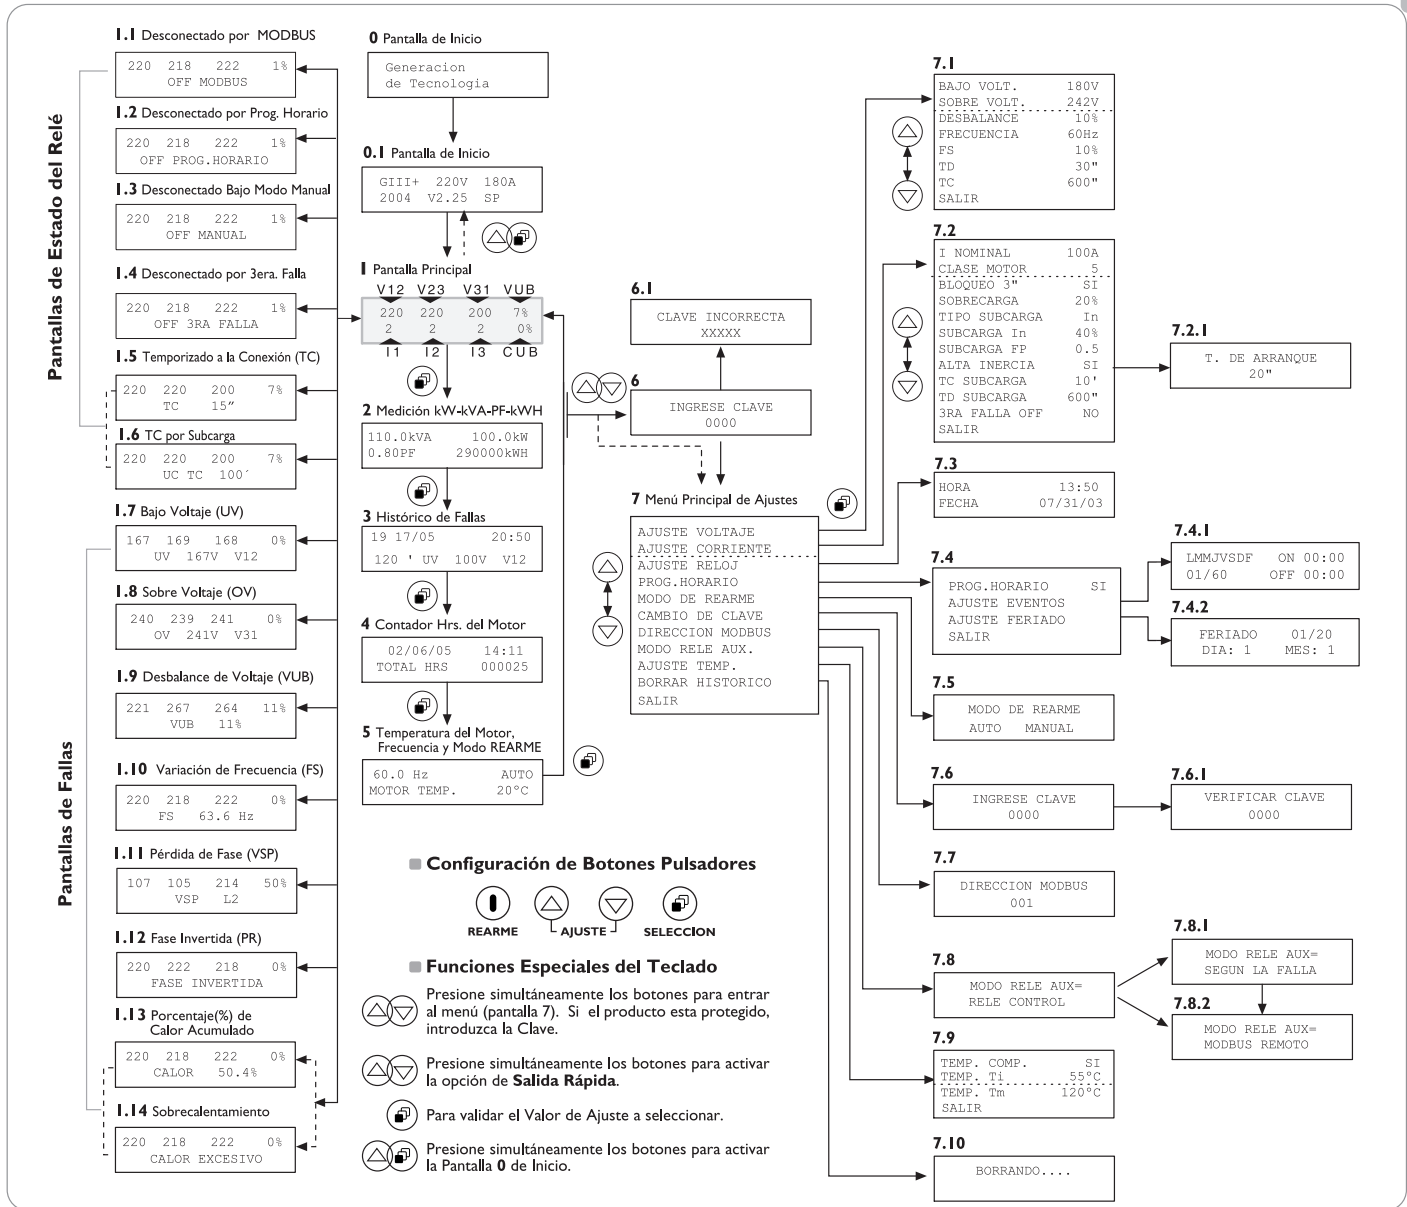 Pantallas de Estado del Relé
1.1 Desconectado por MODBUS
220 218 222 1%
OFF MODBUS
1.2 Desconectado por Prog. Horario
220 218 222 1%
OFF PROG.HORARIO
1.3 Desconectado Bajo Modo Manual
220 218 222 1%
OFF MANUAL
1.4 Desconectado por 3era. Falla
220 218 222 1%
OFF 3RA FALLA
1.5 Temporizado a la Conexión (TC)
220 220 200 7%
TC 15"
1.6 TC por Subcarga
220 220 200 7%
UC TC 100´
Pantallas de Fallas
1.7 Bajo Voltaje (UV)
167 169 168 0%
UV 167V V12
1.8 Sobre Voltaje (OV)
240 239 241 0%
OV 241V V31
1.9 Desbalance de Voltaje (VUB)
221 267 264 11%
VUB 11%
1.10 Variación de Frecuencia (FS)
220 218 222 0%
FS 63.6 Hz
1.11 Pérdida de Fase (VSP)
107 105 214 50%
VSP L2
1.12 Fase Invertida (PR)
220 222 218 0%
FASE INVERTIDA
1.13 Porcentaje(%) de
Calor Acumulado
220 218 222 0%
CALOR 50.4%
1.14 Sobrecalentamiento
220 218 222 0%
CALOR EXCESIVO
0 Pantalla de Inicio
Generacion
de Tecnologia
0.1 Pantalla de Inicio
GIII+ 220V 180A
2004 V2.25 SP
1 Pantalla Principal
V12 V23 V31 VUB
220 220 200 7%
2 2 2 0%
I1 I2 I3 CUB
2 Medición kW-kVA-PF-kWH
110.0kVA 100.0kW
0.80PF 290000kWH
3 Histórico de Fallas
19 17/05 20:50
120 ' UV 100V V12
4 Contador Hrs. del Motor
02/06/05 14:11
TOTAL HRS 000025
5 Temperatura del Motor,
Frecuencia y Modo REARME
60.0 Hz AUTO
MOTOR TEMP. 20°C
6.1
CLAVE INCORRECTA
XXXXX
6
INGRESE CLAVE
0000
7 Menú Principal de Ajustes
AJUSTE VOLTAJE
AJUSTE CORRIENTE
AJUSTE RELOJ
PROG.HORARIO
MODO DE REARME
CAMBIO DE CLAVE
DIRECCION MODBUS
MODO RELE AUX.
AJUSTE TEMP.
BORRAR HISTORICO
SALIR
7.1
BAJO VOLT. 180V
SOBRE VOLT. 242V
DESBALANCE 10%
FRECUENCIA 60Hz
FS 10%
TD 30"
TC 600"
SALIR
7.2
I NOMINAL 100A
CLASE MOTOR 5
BLOQUEO 3" SI
SOBRECARGA 20%
TIPO SUBCARGA In
SUBCARGA In 40%
SUBCARGA FP 0.5
ALTA INERCIA SI
TC SUBCARGA 10'
TD SUBCARGA 600"
3RA FALLA OFF NO
SALIR
7.2.1
T. DE ARRANQUE
20"
7.3
HORA 13:50
FECHA 07/31/03
7.4
PROG.HORARIO SI
AJUSTE EVENTOS
AJUSTE FERIADO
SALIR
7.4.1
LMMJVSDF ON 00:00
01/60 OFF 00:00
7.4.2
FERIADO 01/20
DIA: 1 MES: 1
7.5
MODO DE REARME
AUTO MANUAL
7.6
INGRESE CLAVE
0000
7.6.1
VERIFICAR CLAVE
0000
7.7
DIRECCION MODBUS
001
7.8
MODO RELE AUX=
RELE CONTROL
7.8.1
MODO RELE AUX=
SEGUN LA FALLA
7.8.2
MODO RELE AUX=
MODBUS REMOTO
7.9
TEMP. COMP. SI
TEMP. Ti 55°C
TEMP. Tm 120°C
SALIR
7.10
BORRANDO....
Configuración de Botones Pulsadores
REARME AJUSTE SELECCION
Funciones Especiales del Teclado
Presione simultáneamente los botones para entrar
al menú (pantalla 7). Si el producto esta protegido,
introduzca la Clave.
Presione simultáneamente los botones para activar
la opción de Salida Rápida.
Para validar el Valor de Ajuste a seleccionar.
Presione simultáneamente los botones para activar
la Pantalla 0 de Inicio.